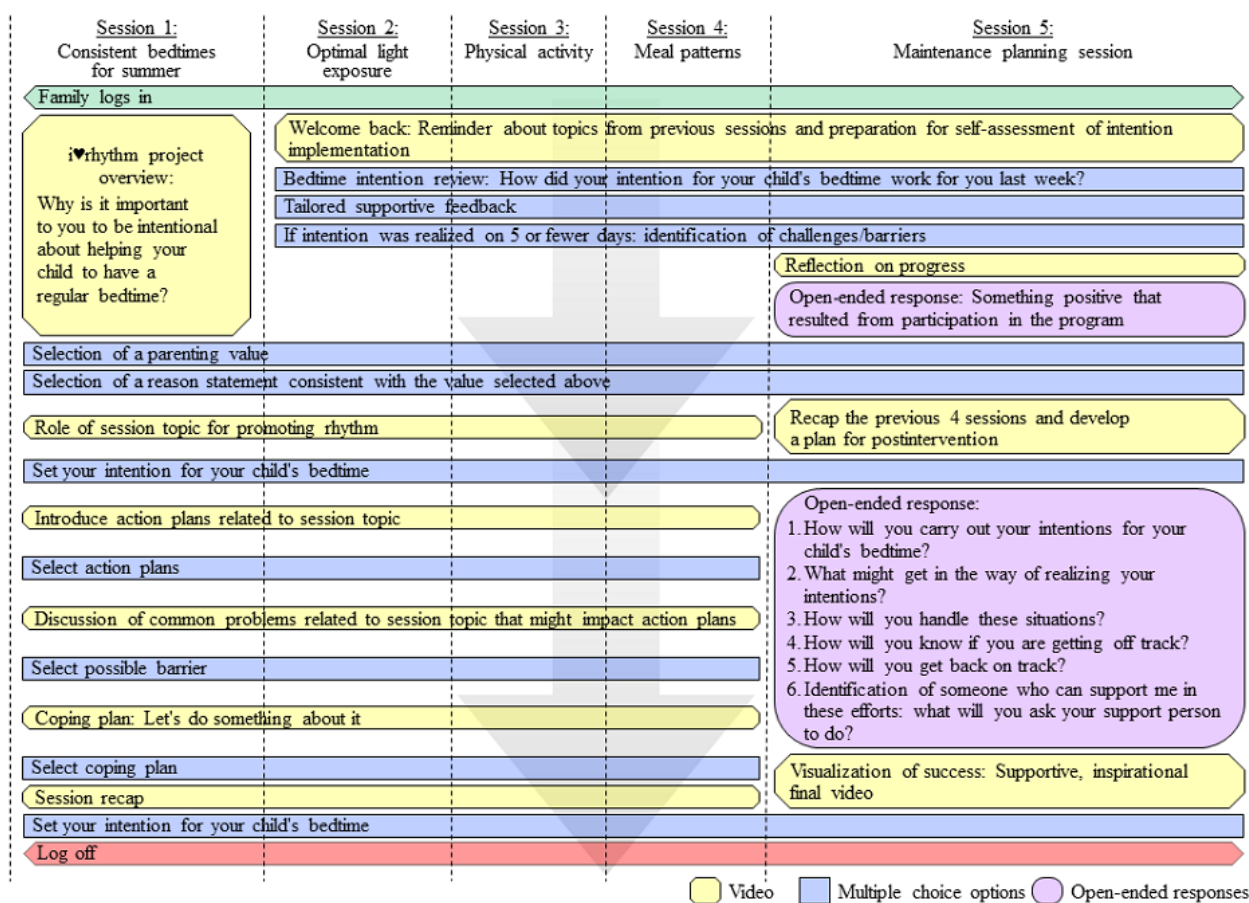 Session 1:
Consistent bedtimes
for summer
Session 2:
Optimal light
exposure
Session 3:
Physical activity
Session 4:
Meal patterns
Session 5:
Maintenance planning session
Family logs in
i♥rhythm project
overview:
Why is it important
to you to be intentional
about helping your
child to have a
regular bedtime?
Welcome back: Reminder about topics from previous sessions and preparation for self-assessment of intention
implementation
Bedtime intention review: How did your intention for your child's bedtime work for you last week?
Tailored supportive feedback
If intention was realized on 5 or fewer days: identification of challenges/barriers
Reflection on progress
Open-ended response: Something positive that
resulted from participation in the program
Selection of a parenting value
Selection of a reason statement consistent with the value selected above
Role of session topic for promoting rhythm
Recap the previous 4 sessions and develop
a plan for postintervention
Set your intention for your child's bedtime
Introduce action plans related to session topic
Select action plans
Discussion of common problems related to session topic that might impact action plans
Select possible barrier
Coping plan: Let's do something about it
Open-ended response:
1. How will you carry out your intentions for your
child's bedtime?
2. What might get in the way of realizing your
intentions?
3. How will you handle these situations?
4. How will you know if you are getting off track?
5. How will you get back on track?
6. Identification of someone who can support me in
these efforts: what will you ask your support person
to do?
Select coping plan
Session recap
Visualization of success: Supportive, inspirational
final video
Set your intention for your child's bedtime
Log off
Video
Multiple choice options
Open-ended responses